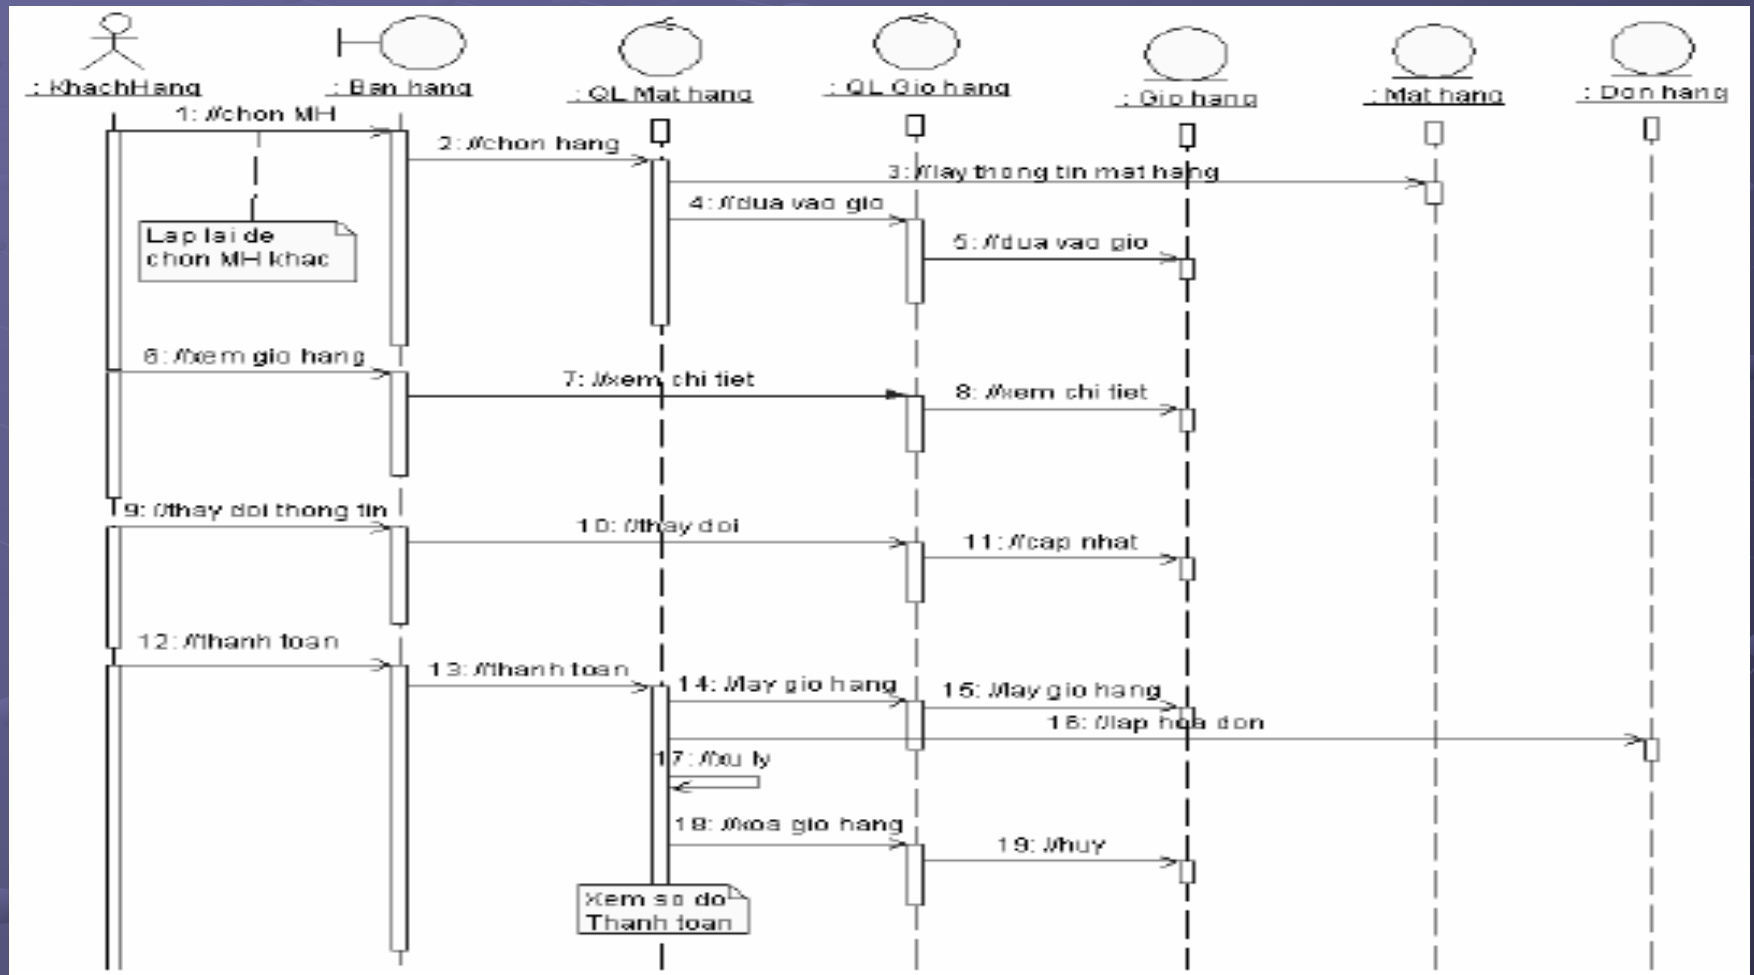 : KhachHang
: Ban hang
: QL Mat hang
: QL Gio hang
: Gio hang
: Mat hang
: Don hang
1: //chon MH
2: //chon hang
3: //lay thong tin mat hang
4: //dua vao gio
Lap lai de
chon MH khac
5: //dua vao gio
6: //xem gio hang
7: //xem chi tiet
8: //xem chi tiet
9: //thay doi thong tin
10: //thay doi
11: //cap nhat
12: //thanh toan
13: //thanh toan
14: //lay gio hang
15: //lay gio hang
16: //lap hoa don
17: //xu ly
18: //xoa gio hang
19: //huy
Xem so do
Thanh toan